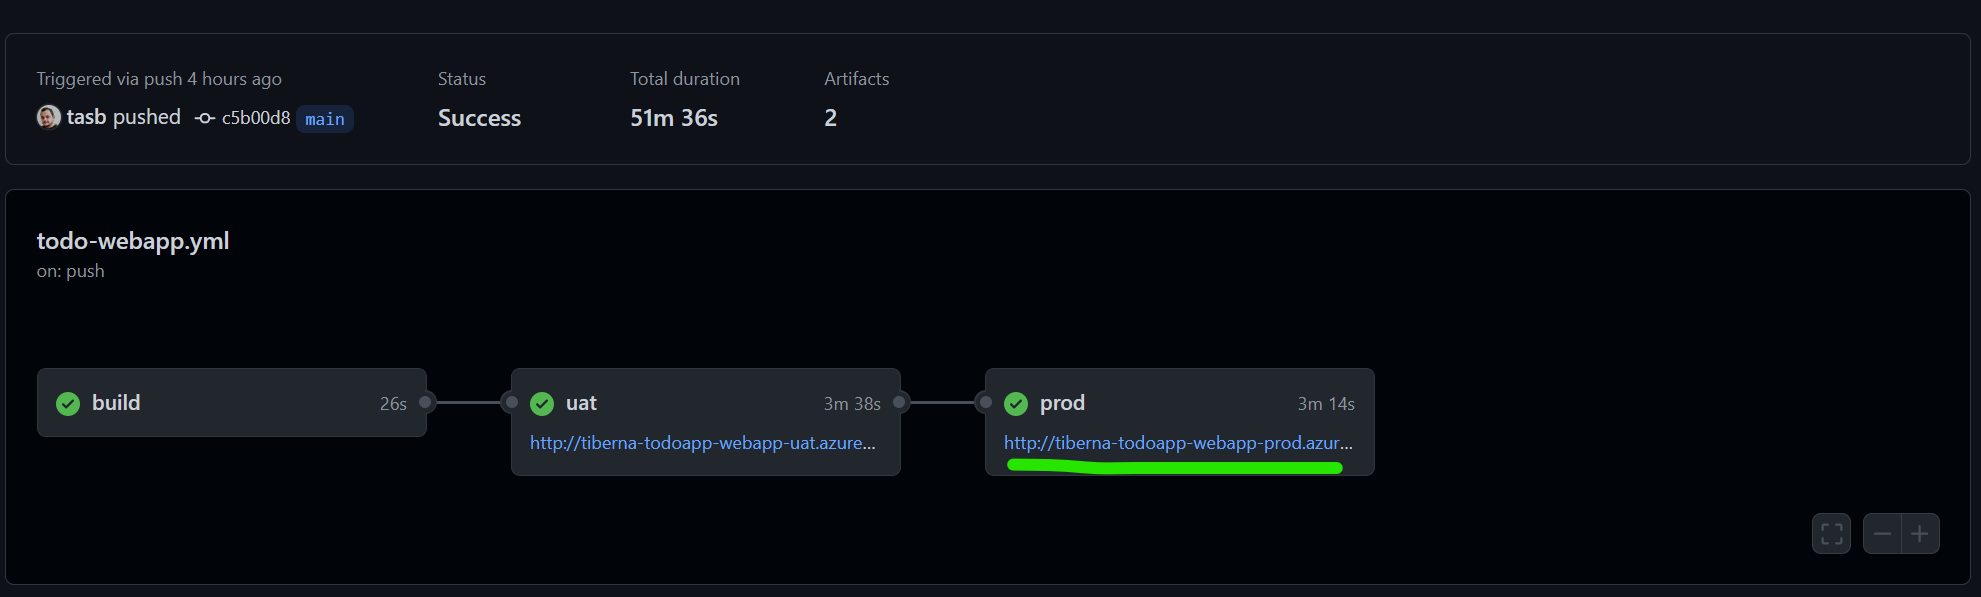 Triggered via push 4 hours ago
tasb pushed c5b00d8 main
Status
Success
Total duration
51m 36s
Artifacts
2
todo-webapp.yml
on: push
build 26s
uat 3m 38s
http://tiberna-todoapp-webapp-uat.azure...
prod 3m 14s
http://tiberna-todoapp-webapp-prod.azur...